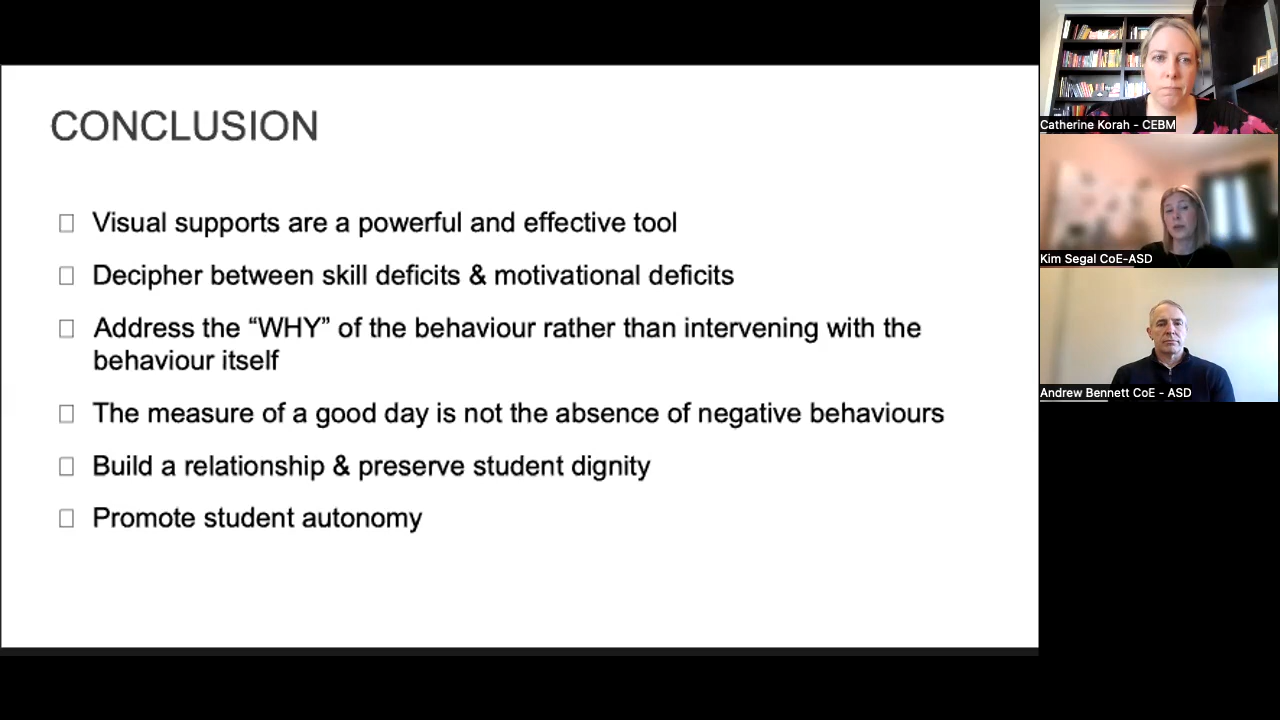 CONCLUSION
Visual supports are a powerful and effective tool
Decipher between skill deficits & motivational deficits
Address the “WHY” of the behaviour rather than intervening with the
behaviour itself
The measure of a good day is not the absence of negative behaviours
Build a relationship & preserve student dignity
Promote student autonomy
Catherine Korah - CEBM
Kim Segal CoE-ASD
Andrew Bennett CoE - ASD